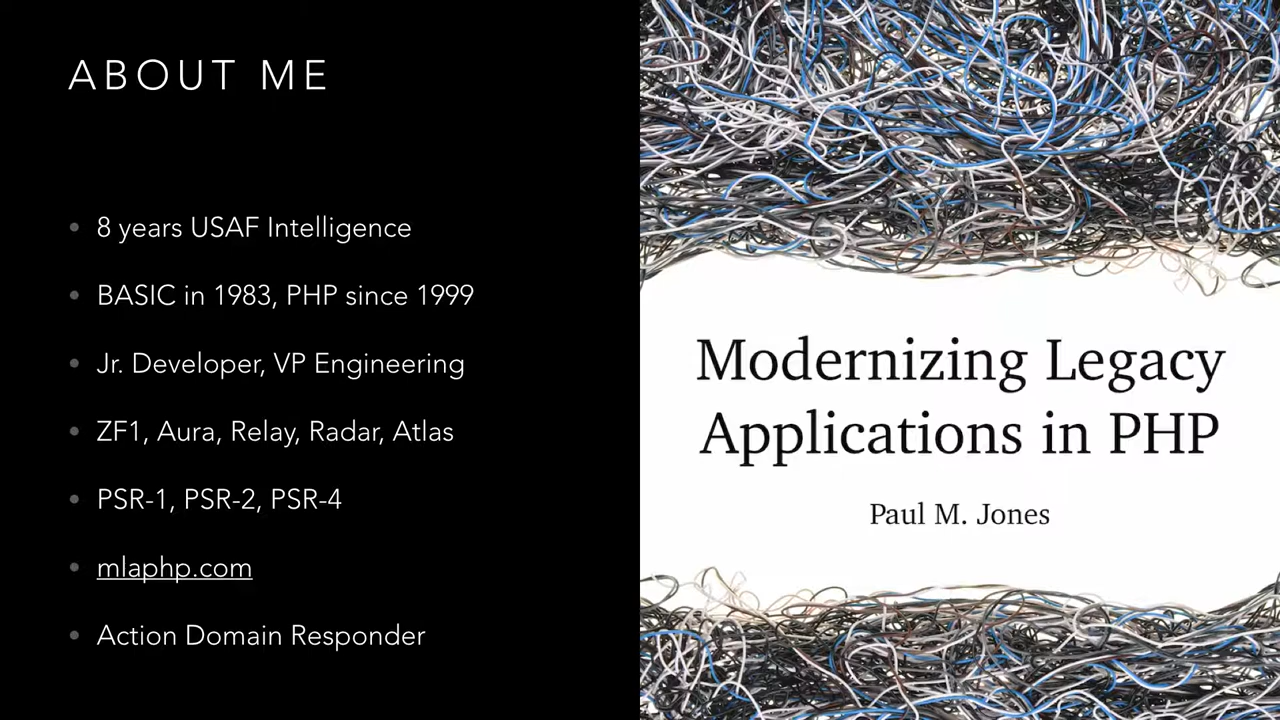 ABOUT ME
8 years USAF Intelligence
BASIC in 1983, PHP since 1999
Jr. Developer, VP Engineering
ZF1, Aura, Relay, Radar, Atlas
PSR-1, PSR-2, PSR-4
mlaphp.com
Action Domain Responder
Modernizing Legacy
Applications in PHP
Paul M. Jones